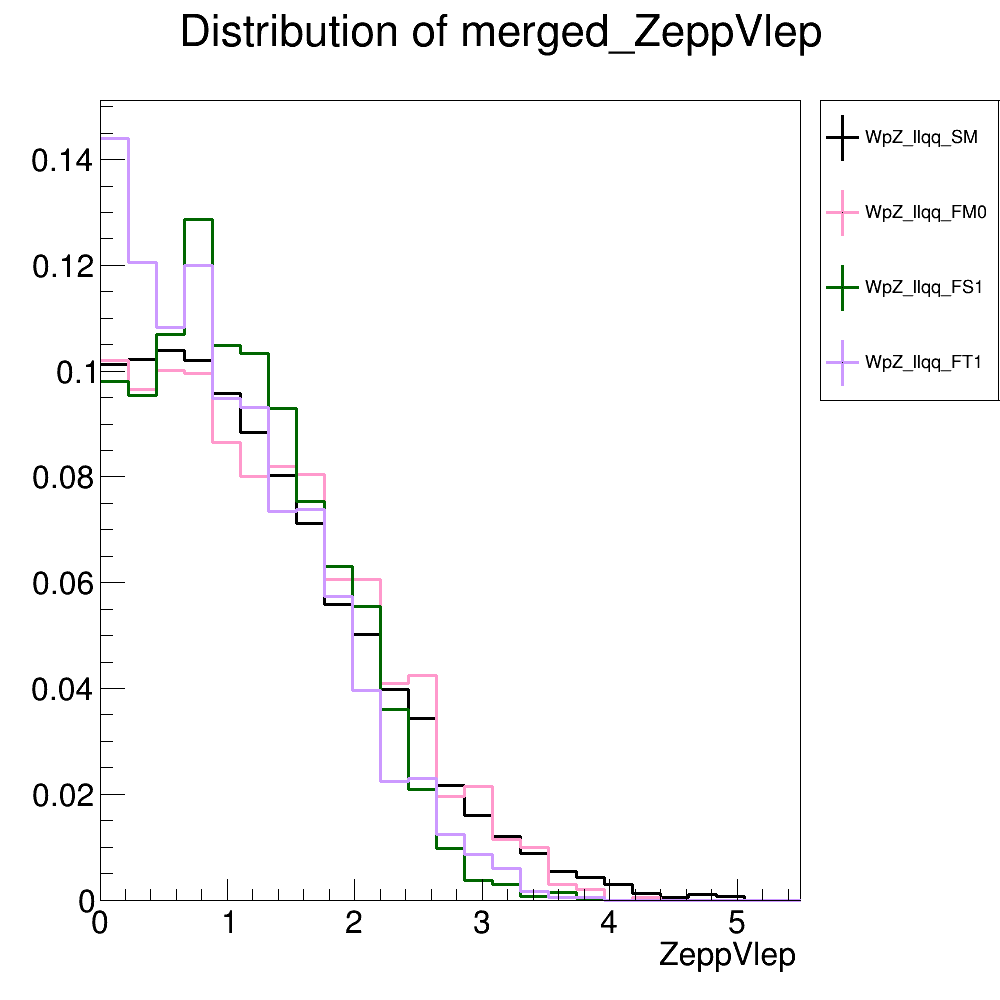 Distribution of merged_ZeppVlep
0.14
0.12
0.1
0.08
0.06
0.04
0.02
0
0 1 2 3 4 5
ZeppVlep
WpZ_llqq_SM
WpZ_llqq_FM0
WpZ_llqq_FS1
WpZ_llqq_FT1